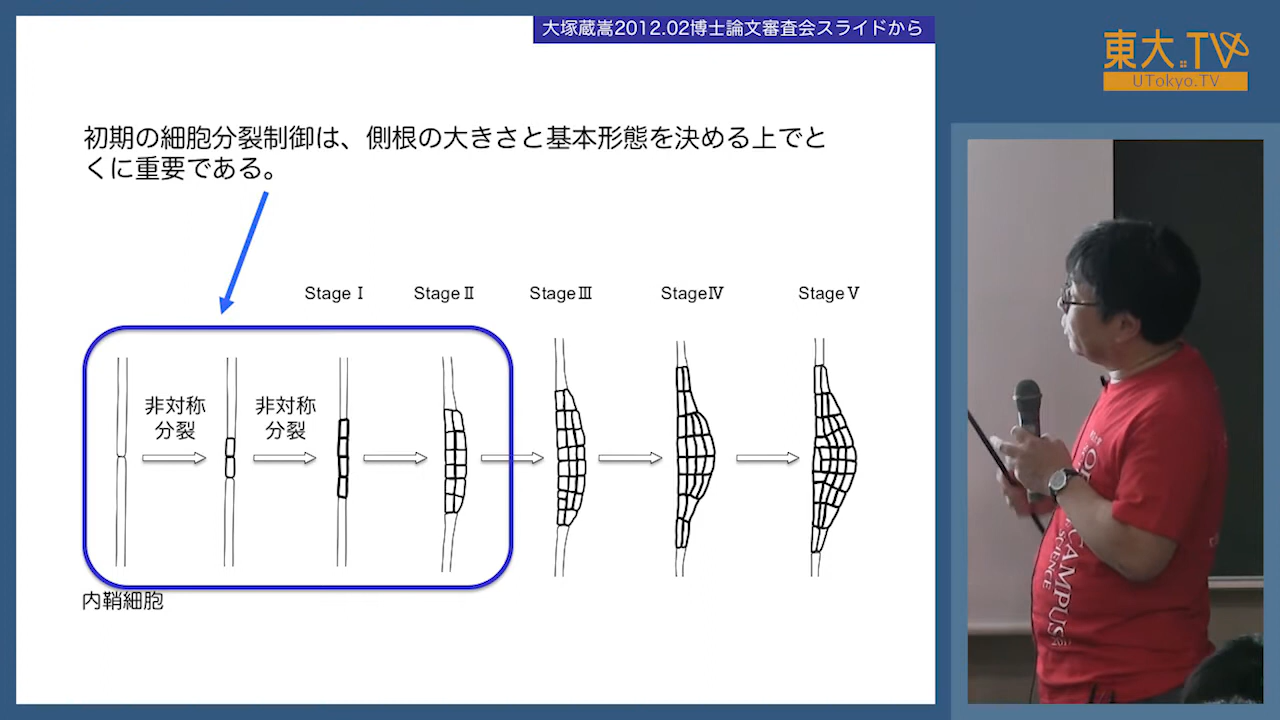 大塚蔵嵩2012.02博士論文審査会スライドから
東大.TV
UTokyo.TV
初期の細胞分裂制御は、側根の大きさと基本形態を決める上でと
くに重要である。
Stage Ⅰ
Stage Ⅱ
StageⅢ
StageⅣ
Stage Ⅴ
非対称
分裂
非対称
分裂
内鞘細胞
CAMPUS
SCIENCE